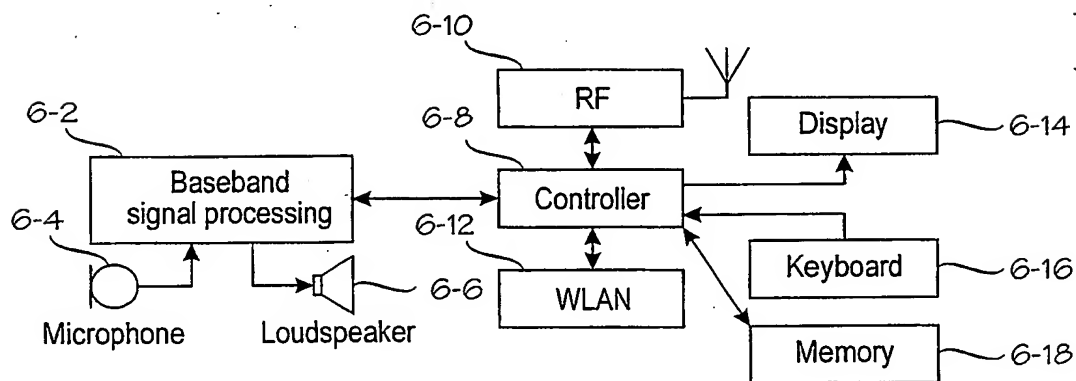 6-10
RF
6-2
6-8
Display
6-14
Baseband
signal processing
Controller
6-4
6-12
Keyboard
6-16
6-6
WLAN
Microphone
Loudspeaker
Memory
6-18